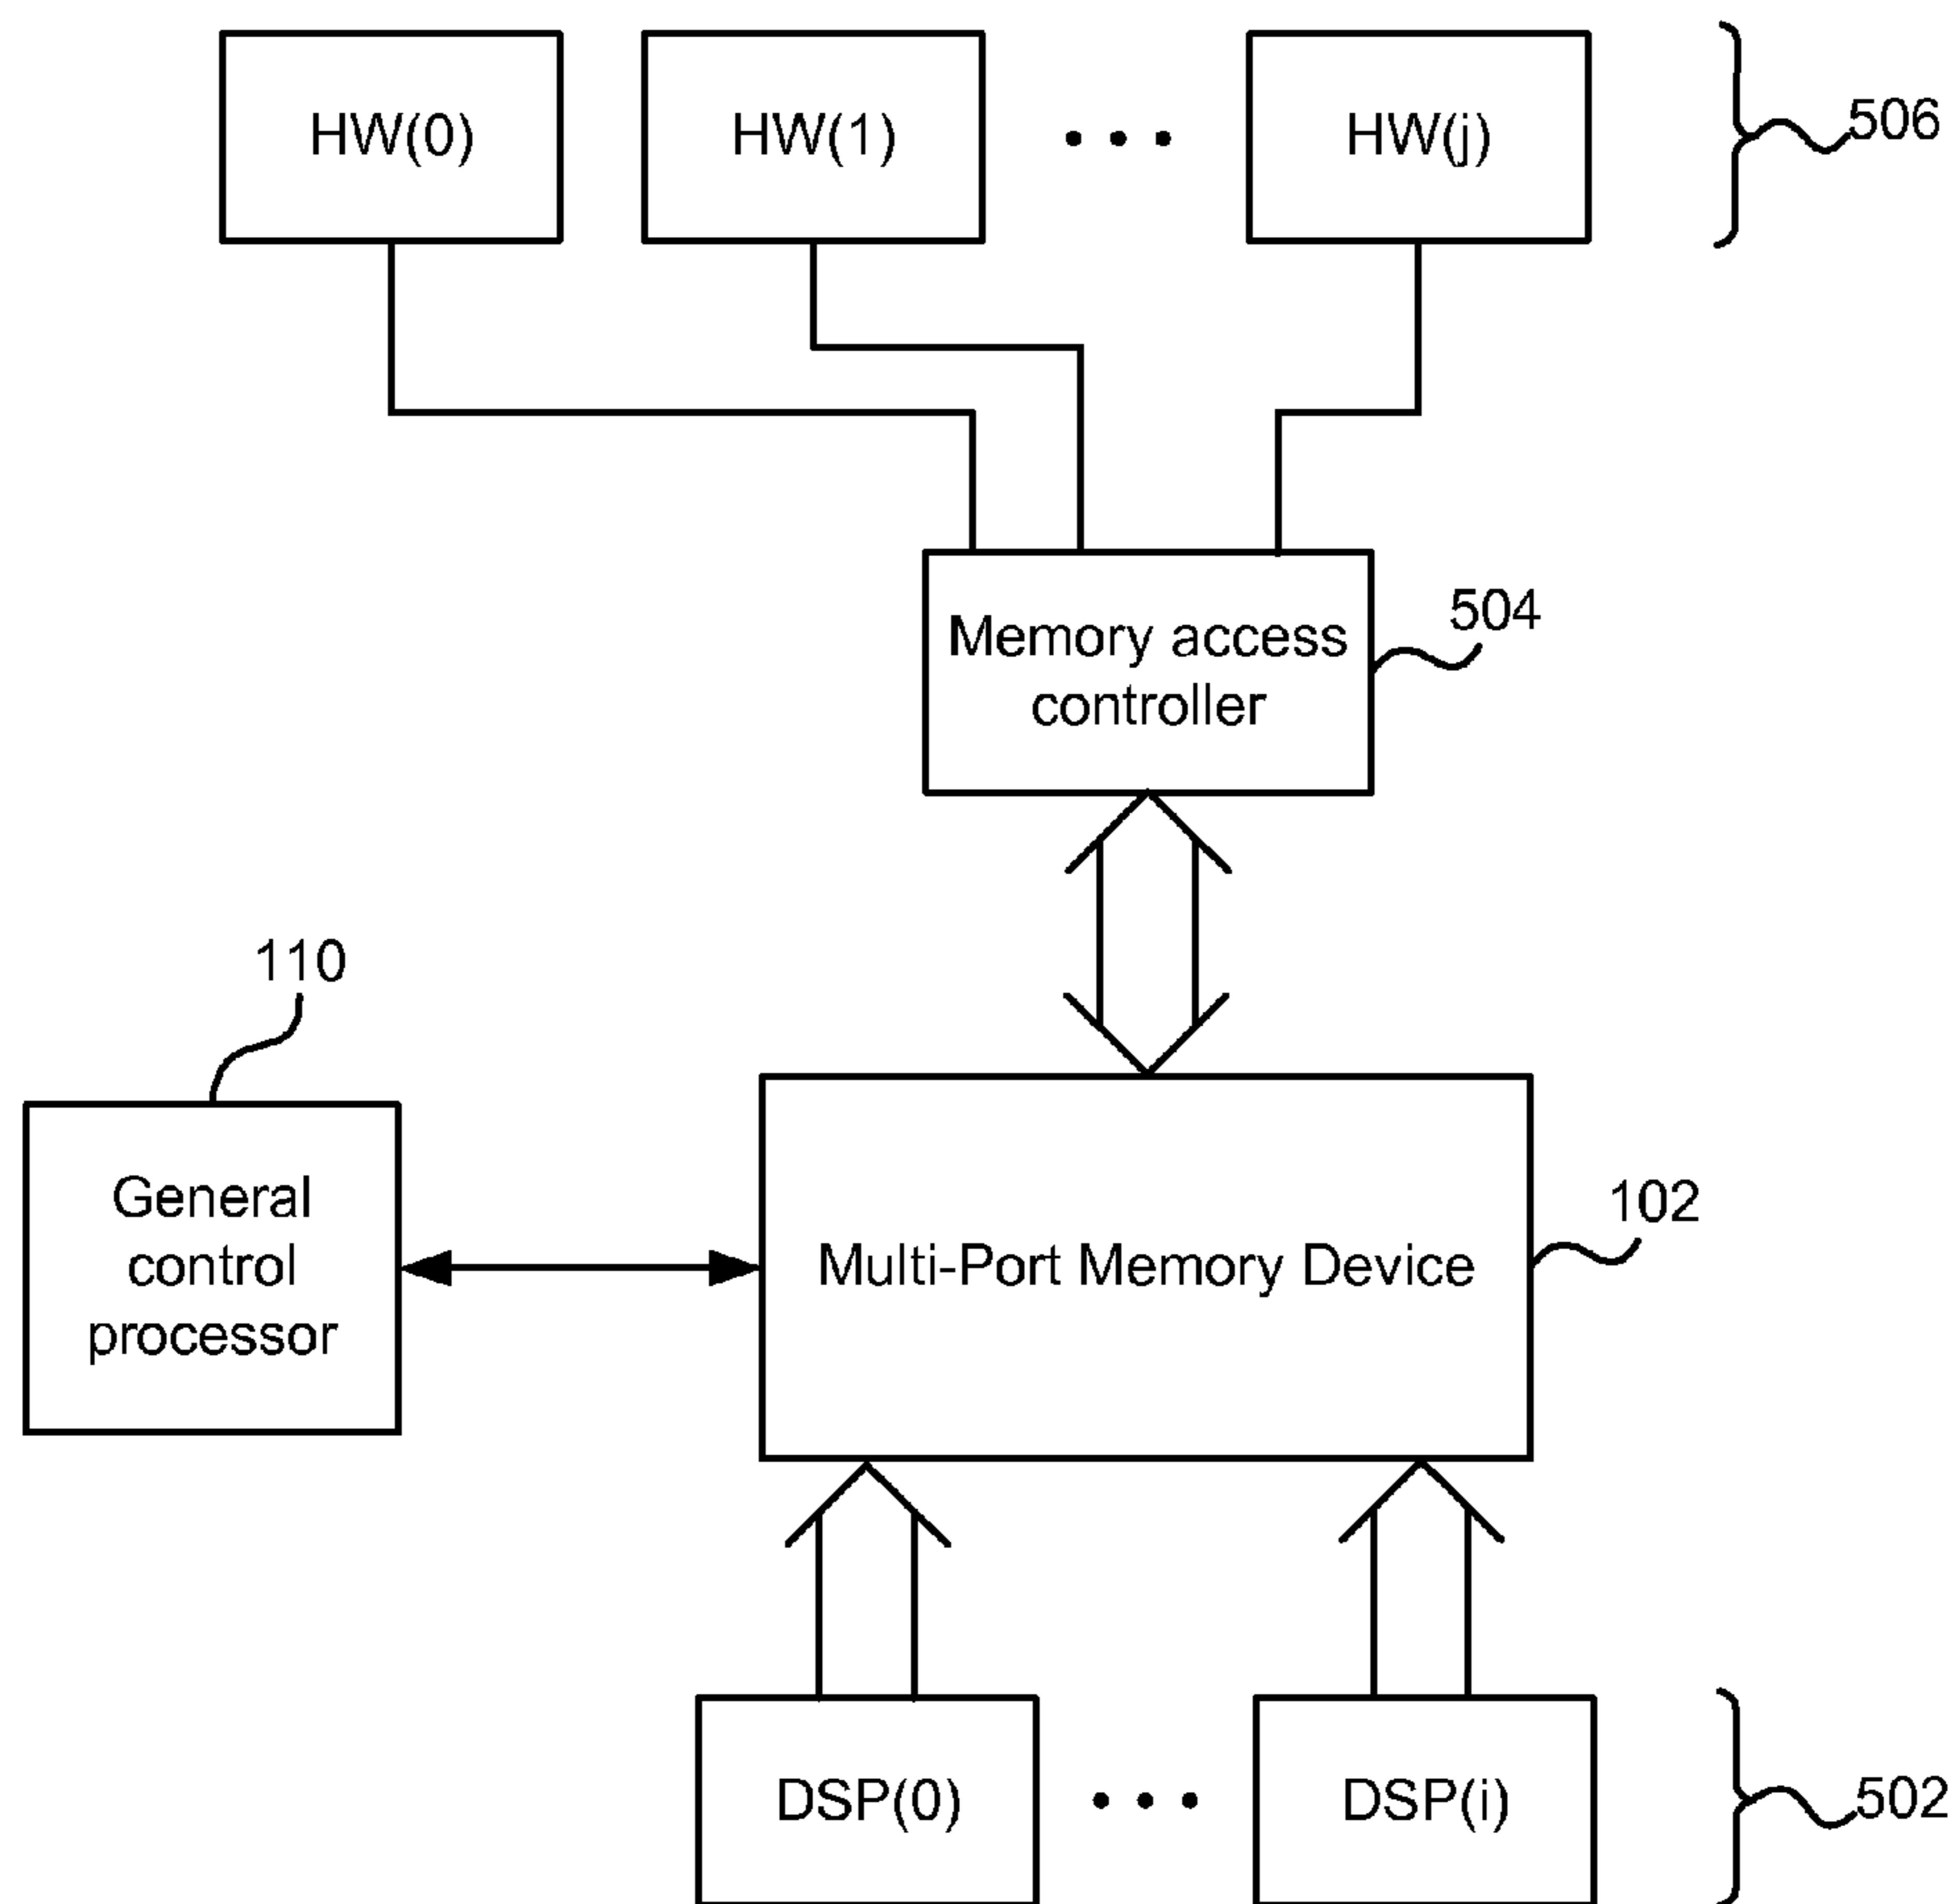 HW(0)
HW(1)
• • •
HW(j)
506
Memory access
controller
504
110
General
control
processor
Multi-Port Memory Device
102
DSP(0)
• • •
DSP(i)
502